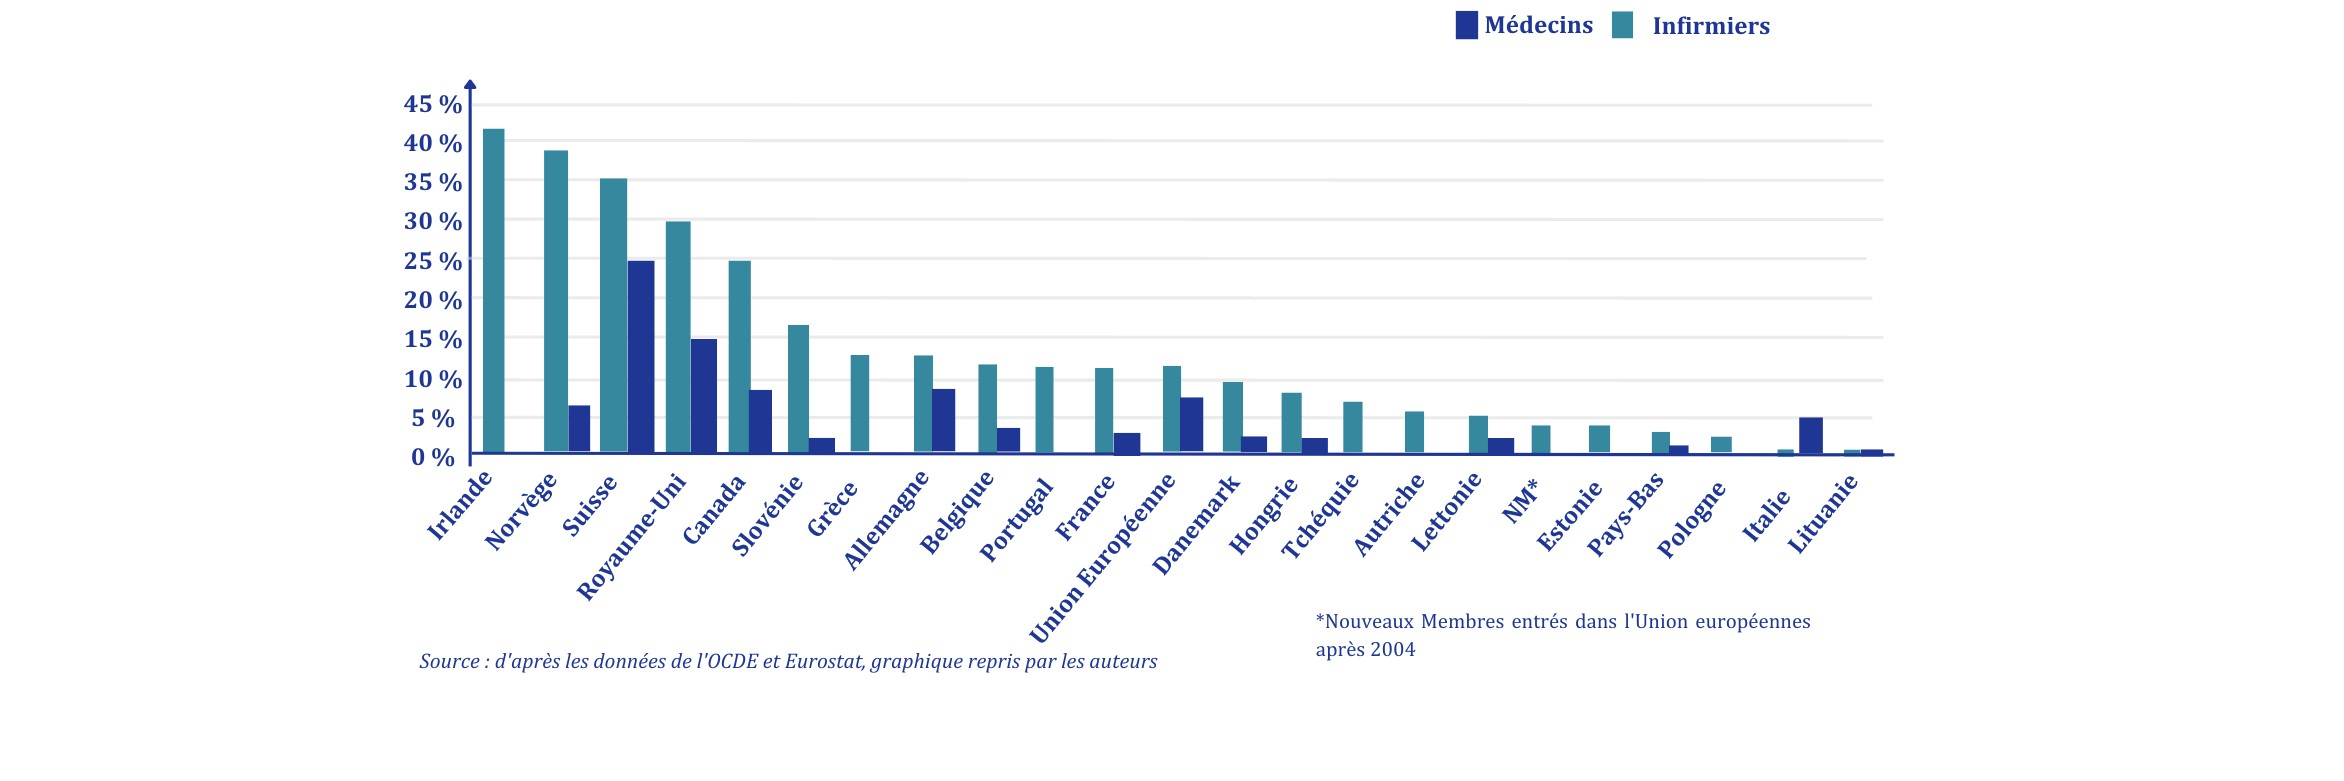 Médecins
Infirmiers
45 %
40 %
35 %
30 %
25 %
20 %
15 %
10 %
5 %
0 %
Irlande
Norvège
Suisse
Royaume-Uni
Canada
Slovénie
Grèce
Allemagne
Belgique
Portugal
France
Union Européenne
Danemark
Hongrie
Tchéquie
Autriche
Lettonie
NM*
Estonie
Pays-Bas
Pologne
Italie
Lituanie
*Nouveaux Membres entrés dans l'Union européennes
après 2004
Source : d'après les données de l'OCDE et Eurostat, graphique repris par les auteurs